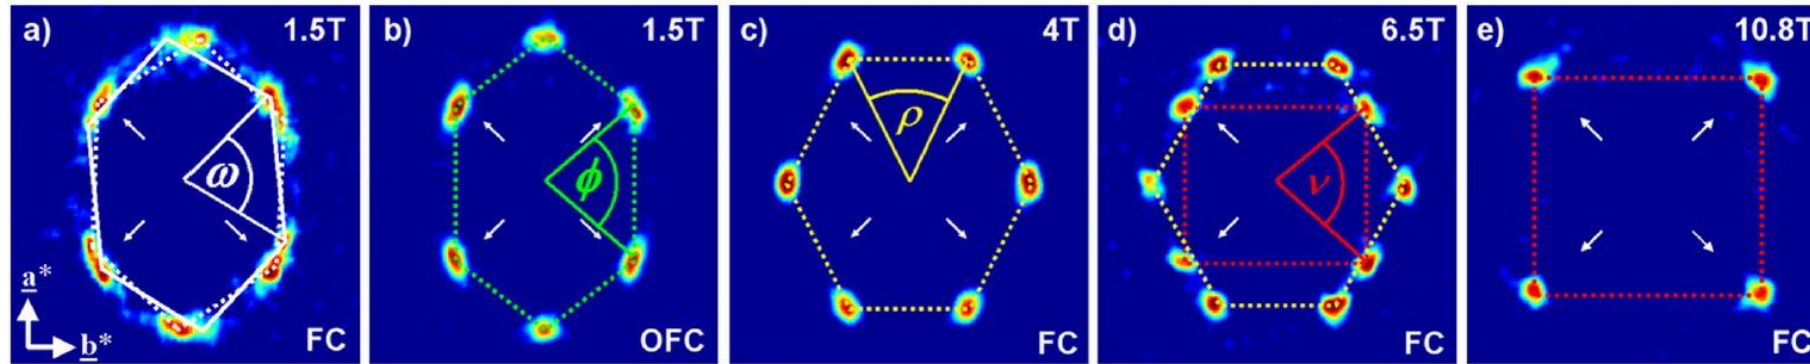 a) 1.5T
ω
a*
b*
FC
b) 1.5T
ϕ
OFC
c) 4T
ρ
FC
d) 6.5T
ν
FC
e) 10.8T
FC